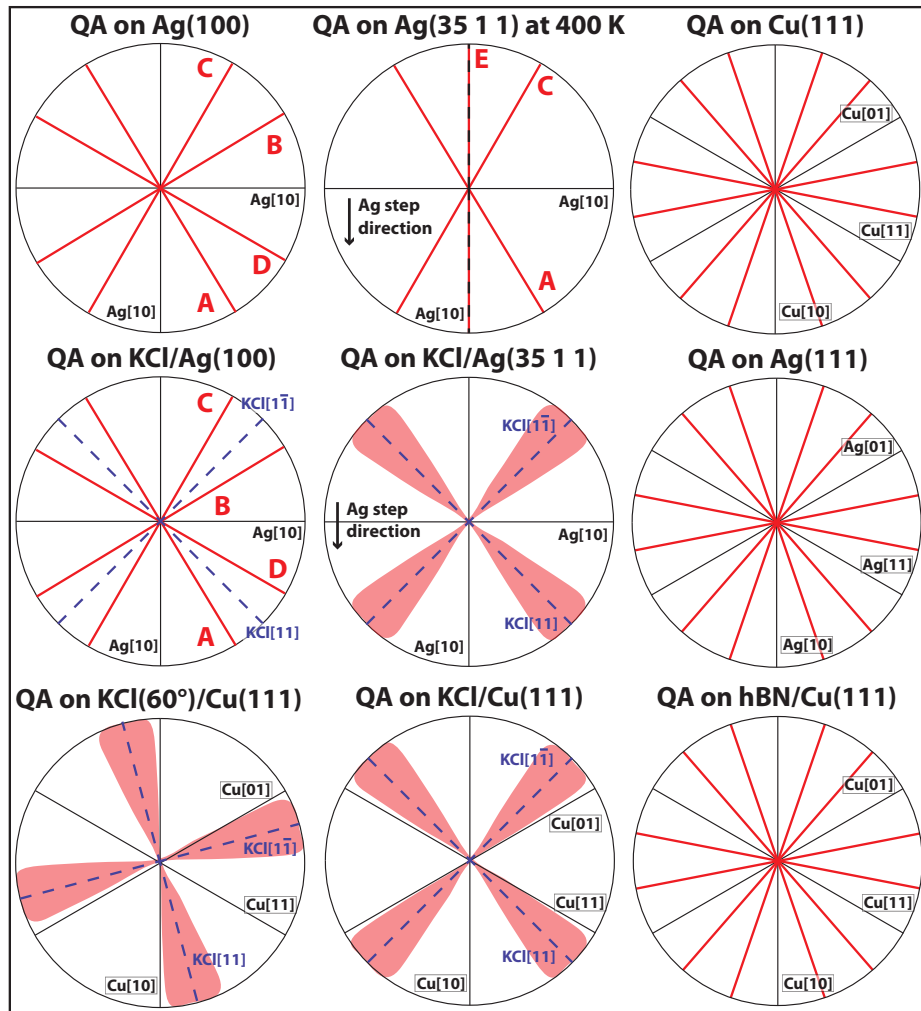 QA on Ag(100)
C
B
Ag[10]
D
A
Ag[10]
QA on Ag(35 1 1) at 400 K
E
C
Ag[10]
Ag step
direction
A
Ag[10]
QA on Cu(111)
Cu[01]
Cu[11]
Cu[10]
QA on KCl/Ag(100)
C
KCl[11̅]
B
Ag[10]
D
A
Ag[10]
KCl[11]
QA on KCl/Ag(35 1 1)
KCl[11̅]
Ag step
direction
Ag[10]
KCl[11]
Ag[10]
QA on Ag(111)
Ag[01]
Ag[11]
Ag[10]
QA on KCl(60°)/Cu(111)
Cu[01]
KCl[11̅]
Cu[11]
KCl[11]
Cu[10]
QA on KCl/Cu(111)
KCl[11̅]
Cu[01]
Cu[11]
KCl[11]
Cu[10]
QA on hBN/Cu(111)
Cu[01]
Cu[11]
Cu[10]